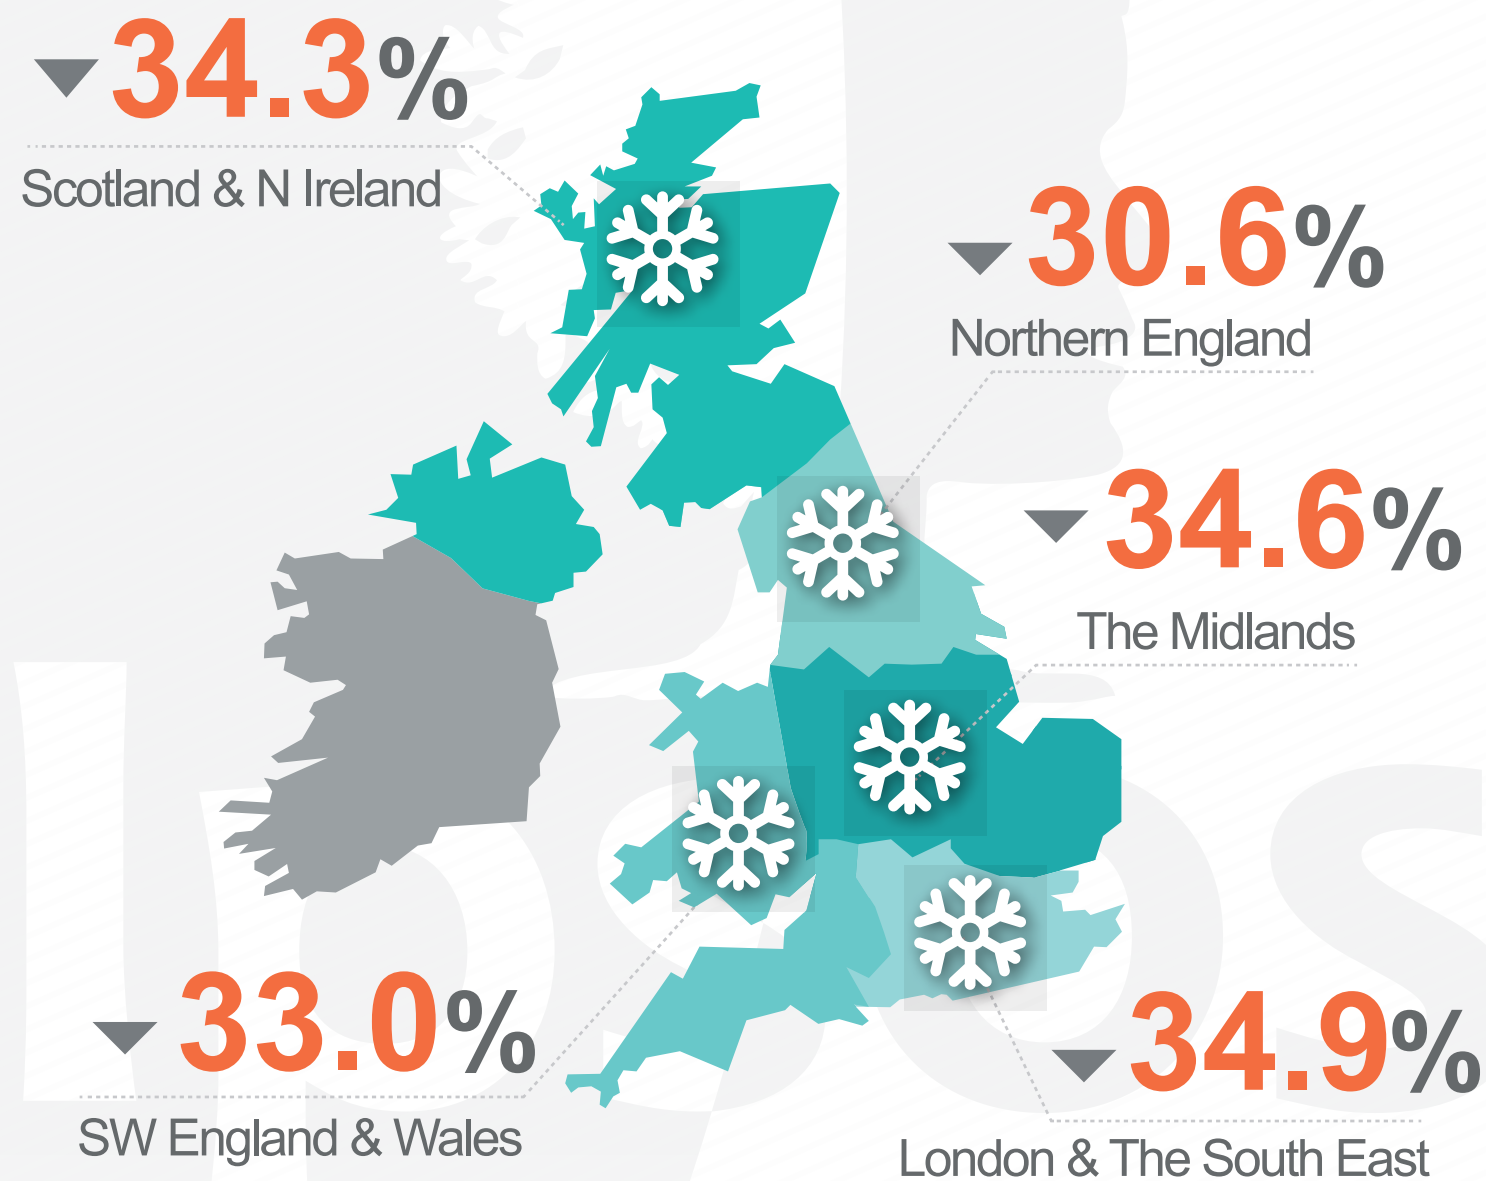 ▼34.3%
Scotland & N Ireland
▼30.6%
Northern England
▼34.6%
The Midlands
▼33.0%
SW England & Wales
▼34.9%
London & The South East
Ipsos